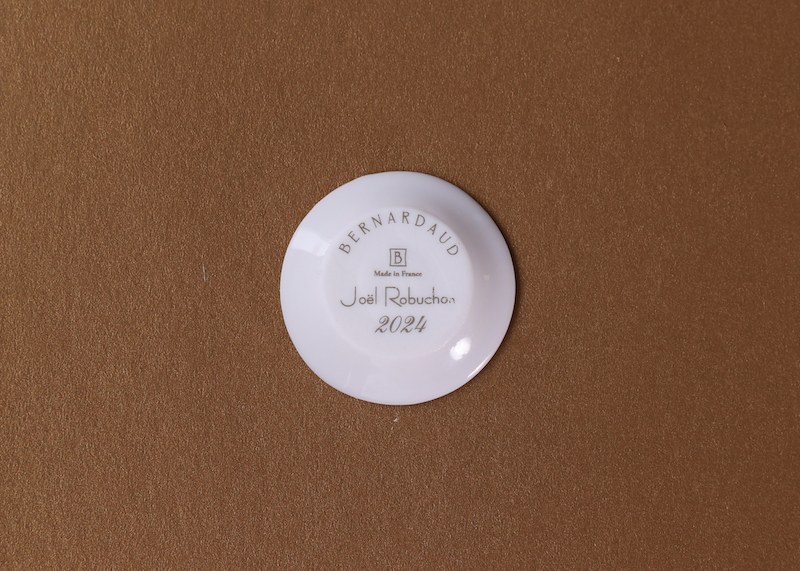 BERNARDAUD
B
Made in France
Joël Robuchon
2024